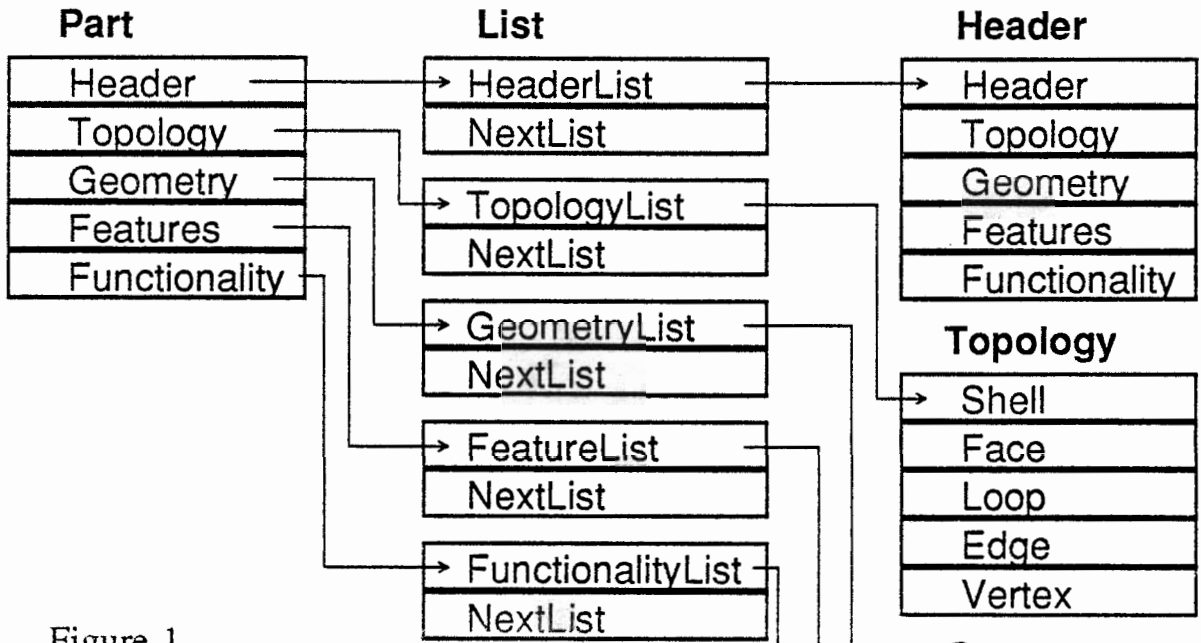 Part
Header
Topology
Geometry
Features
Functionality
List
HeaderList
NextList
TopologyList
NextList
GeometryList
NextList
FeatureList
NextList
FunctionalityList
NextList
Header
Header
Topology
Geometry
Features
Functionality
Topology
Shell
Face
Loop
Edge
Vertex
Figure 1